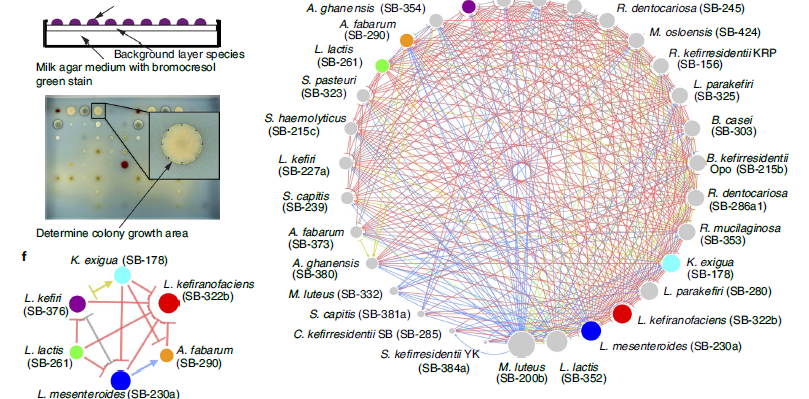 Background layer species
Milk agar medium with bromocresol
green stain
Determine colony growth area
f
K. exigua (SB-178)
L. kefiranofaciens
(SB-322b)
L. kefiri
(SB-376)
L. lactis
(SB-261)
A. fabarum
(SB-290)
L. mesenteroides (SB-230a)
A. ghanensis (SB-354)
A. fabarum
(SB-290)
L. lactis
(SB-261)
S. pasteuri
(SB-323)
S. haemolyticus
(SB-215c)
L. kefiri
(SB-227a)
S. capitis
(SB-239)
A. fabarum
(SB-373)
A. ghanensis
(SB-380)
M. luteus (SB-332)
S. capitis (SB-381a)
C. kefirresidentii SB (SB-285)
S. kefirresidentii YK
(SB-384a)
M. luteus
(SB-200b)
L. lactis
(SB-352)
L. mesenteroides (SB-230a)
L. kefiranofaciens (SB-322b)
L. parakefiri (SB-280)
K. exigua
(SB-178)
R. mucilaginosa
(SB-353)
R. dentocariosa
(SB-286a1)
B. kefirresidentii
Opo (SB-215b)
B. casei
(SB-303)
L. parakefiri
(SB-325)
R. kefirresidentii KRP
(SB-156)
M. osloensis (SB-424)
R. dentocariosa (SB-245)